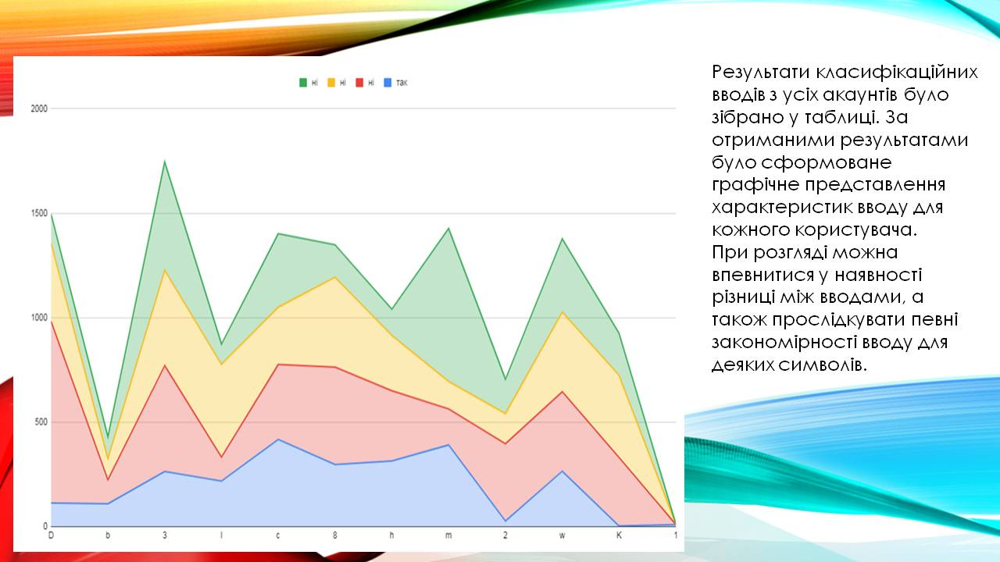 ні ні ні так
2000
1500
1000
500
0
D b 3 l c 8 h m 2 w K 1
Результати класифікаційних
вводів з усіх акаунтів було
зібрано у таблиці. За
отриманими результатами
було сформоване
графічне представлення
характеристик вводу для
кожного користувача.
При розгляді можна
впевнитися у наявності
різниці між вводами, а
також прослідкувати певні
закономірності вводу для
деяких символів.